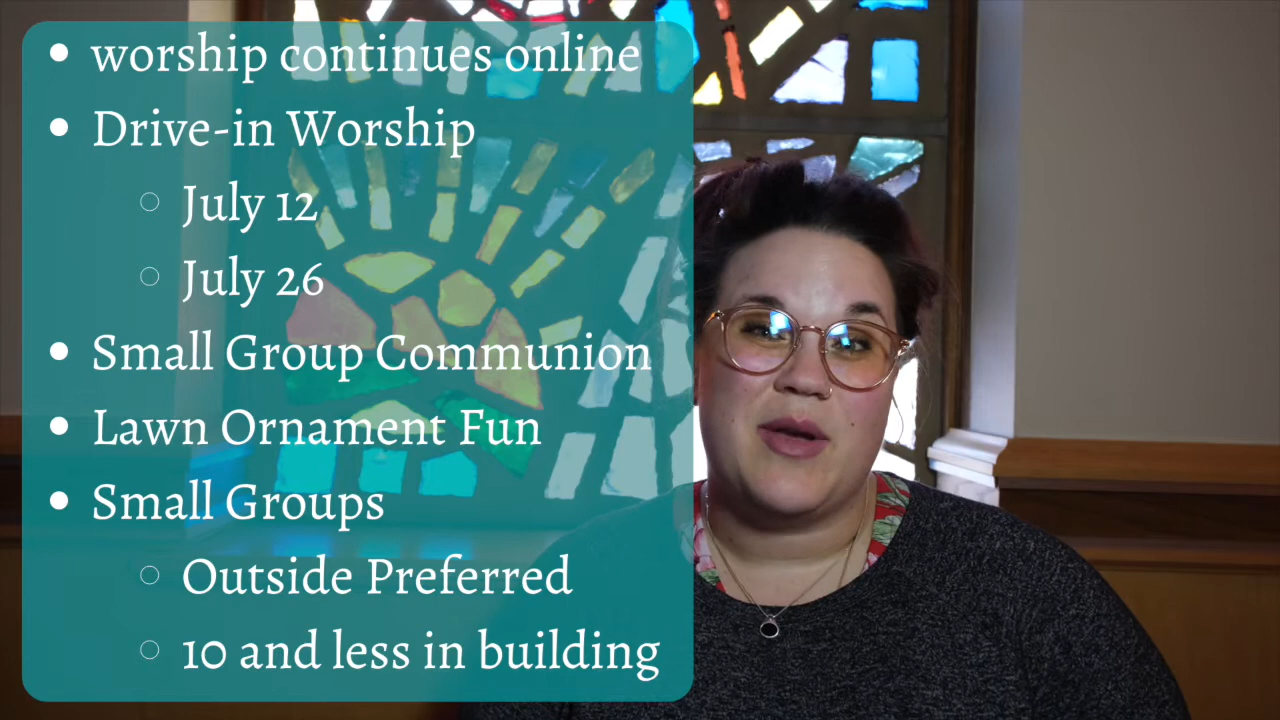 worship continues online
Drive-in Worship
July 12
July 26
Small Group Communion
Lawn Ornament Fun
Small Groups
Outside Preferred
10 and less in building